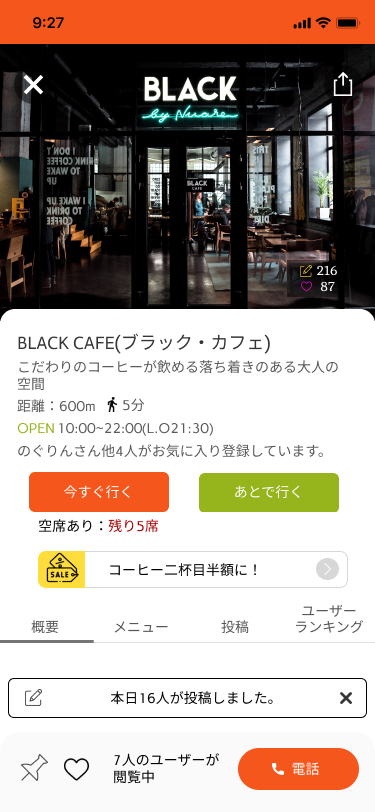 9:27
BLACK
by Nuare
I DON'T
DRINK COFFEE
TO WAKE UP
I WAKE UP
TO DRINK
COFFEE
BLACK
CAFE
216
87
BLACK CAFE(ブラック・カフェ)
こだわりのコーヒーが飲める落ち着きのある大人の
空間
距離：600m 5分
OPEN 10:00~22:00(L.O21:30)
のぐりんさん他4人がお気に入り登録しています。
今すぐ行く
あとで行く
空席あり：残り5席
SALE
コーヒー二杯目半額に！
概要
メニュー
投稿
ユーザー
ランキング
本日16人が投稿しました。
7人のユーザーが
閲覧中
電話